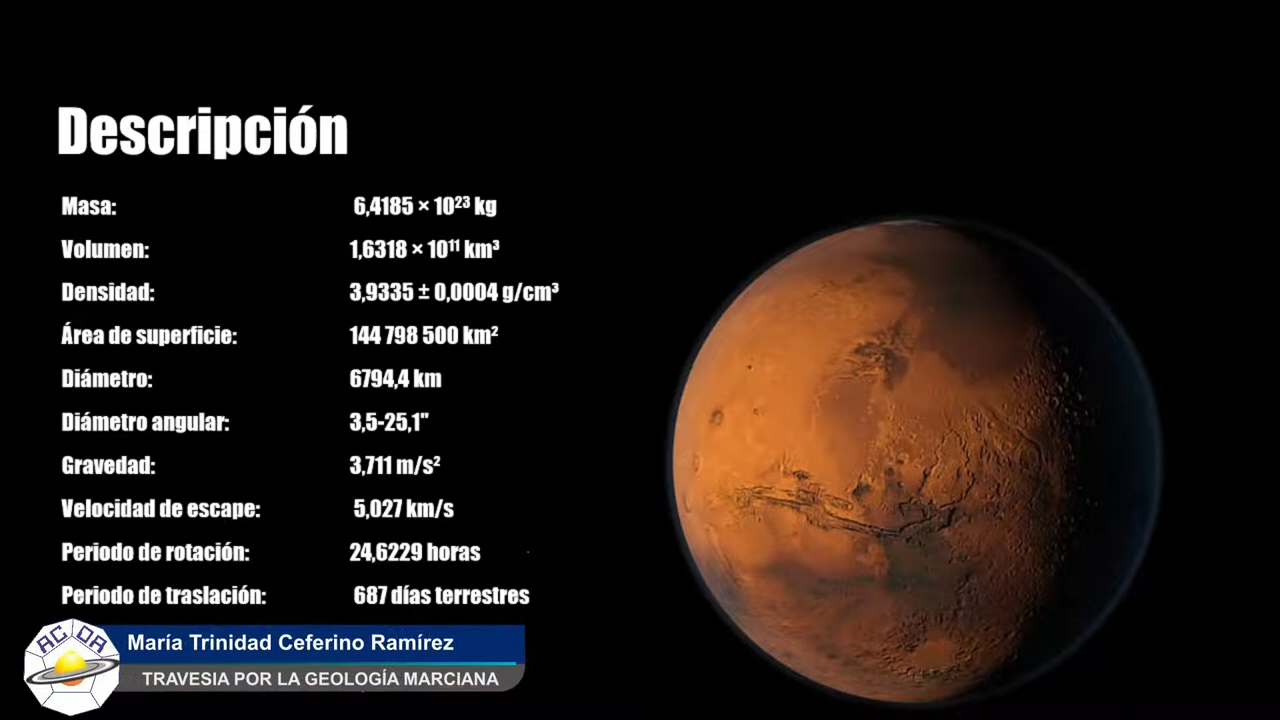 Descripción
Masa: 6,4185 × 10²³ kg
Volumen: 1,6318 × 10¹¹ km³
Densidad: 3,9335 ± 0,0004 g/cm³
Área de superficie: 144 798 500 km²
Diámetro: 6794,4 km
Diámetro angular: 3,5-25,1"
Gravedad: 3,711 m/s²
Velocidad de escape: 5,027 km/s
Periodo de rotación: 24,6229 horas
Periodo de traslación: 687 días terrestres
ACDA
María Trinidad Ceferino Ramírez
TRAVESIA POR LA GEOLOGÍA MARCIANA